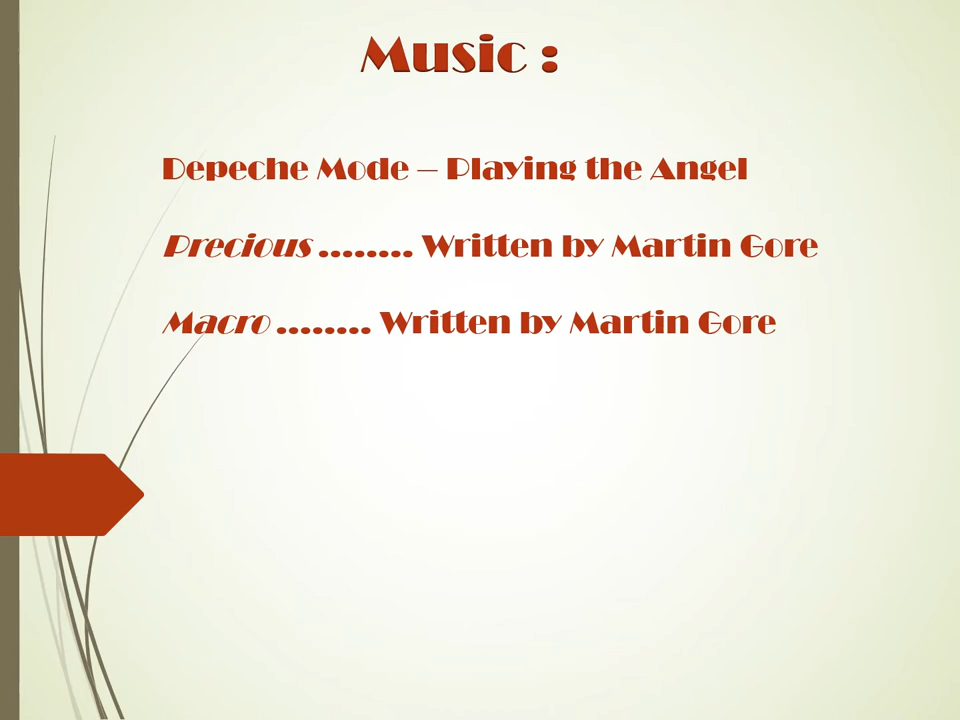 Music :
Depeche Mode – Playing the Angel
Precious ........ Written by Martin Gore
Macro ........ Written by Martin Gore